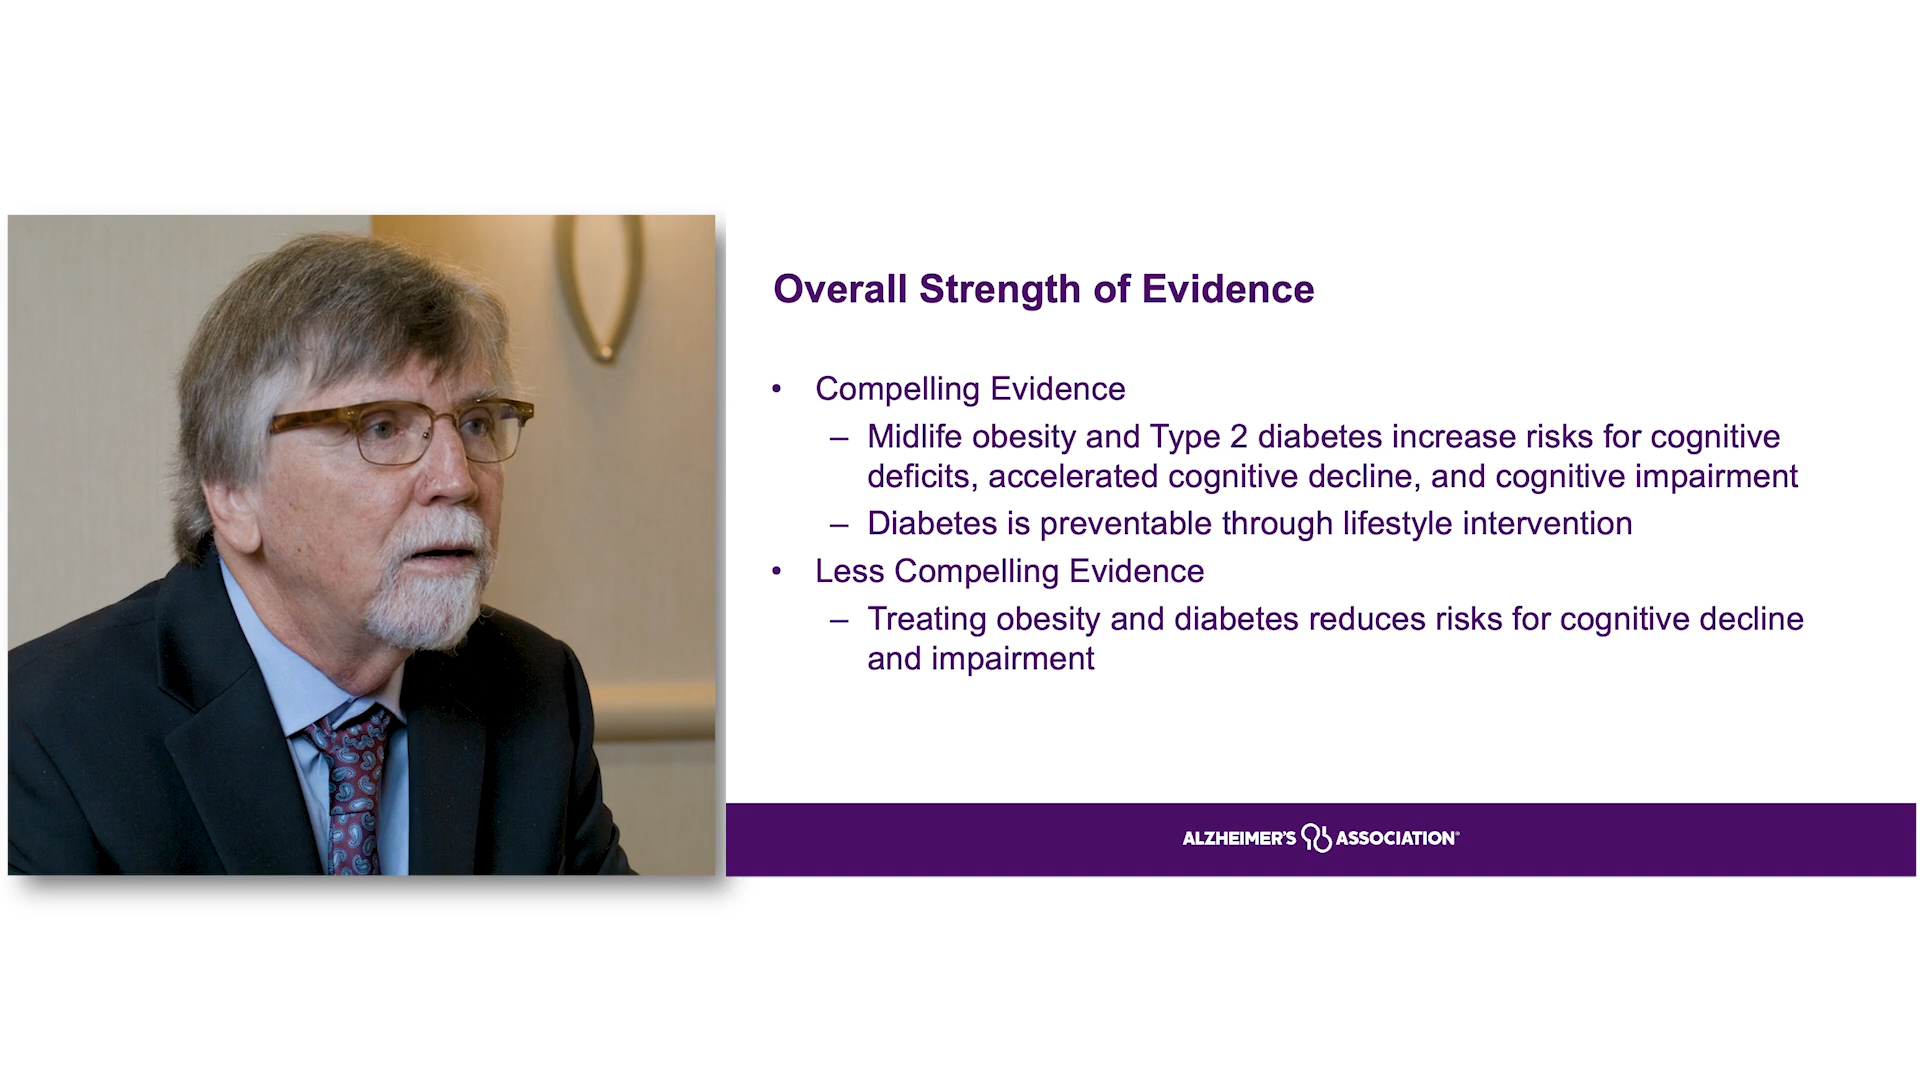 Overall Strength of Evidence
• Compelling Evidence
– Midlife obesity and Type 2 diabetes increase risks for cognitive
deficits, accelerated cognitive decline, and cognitive impairment
– Diabetes is preventable through lifestyle intervention
• Less Compelling Evidence
– Treating obesity and diabetes reduces risks for cognitive decline
and impairment
ALZHEIMER'S ASSOCIATION®